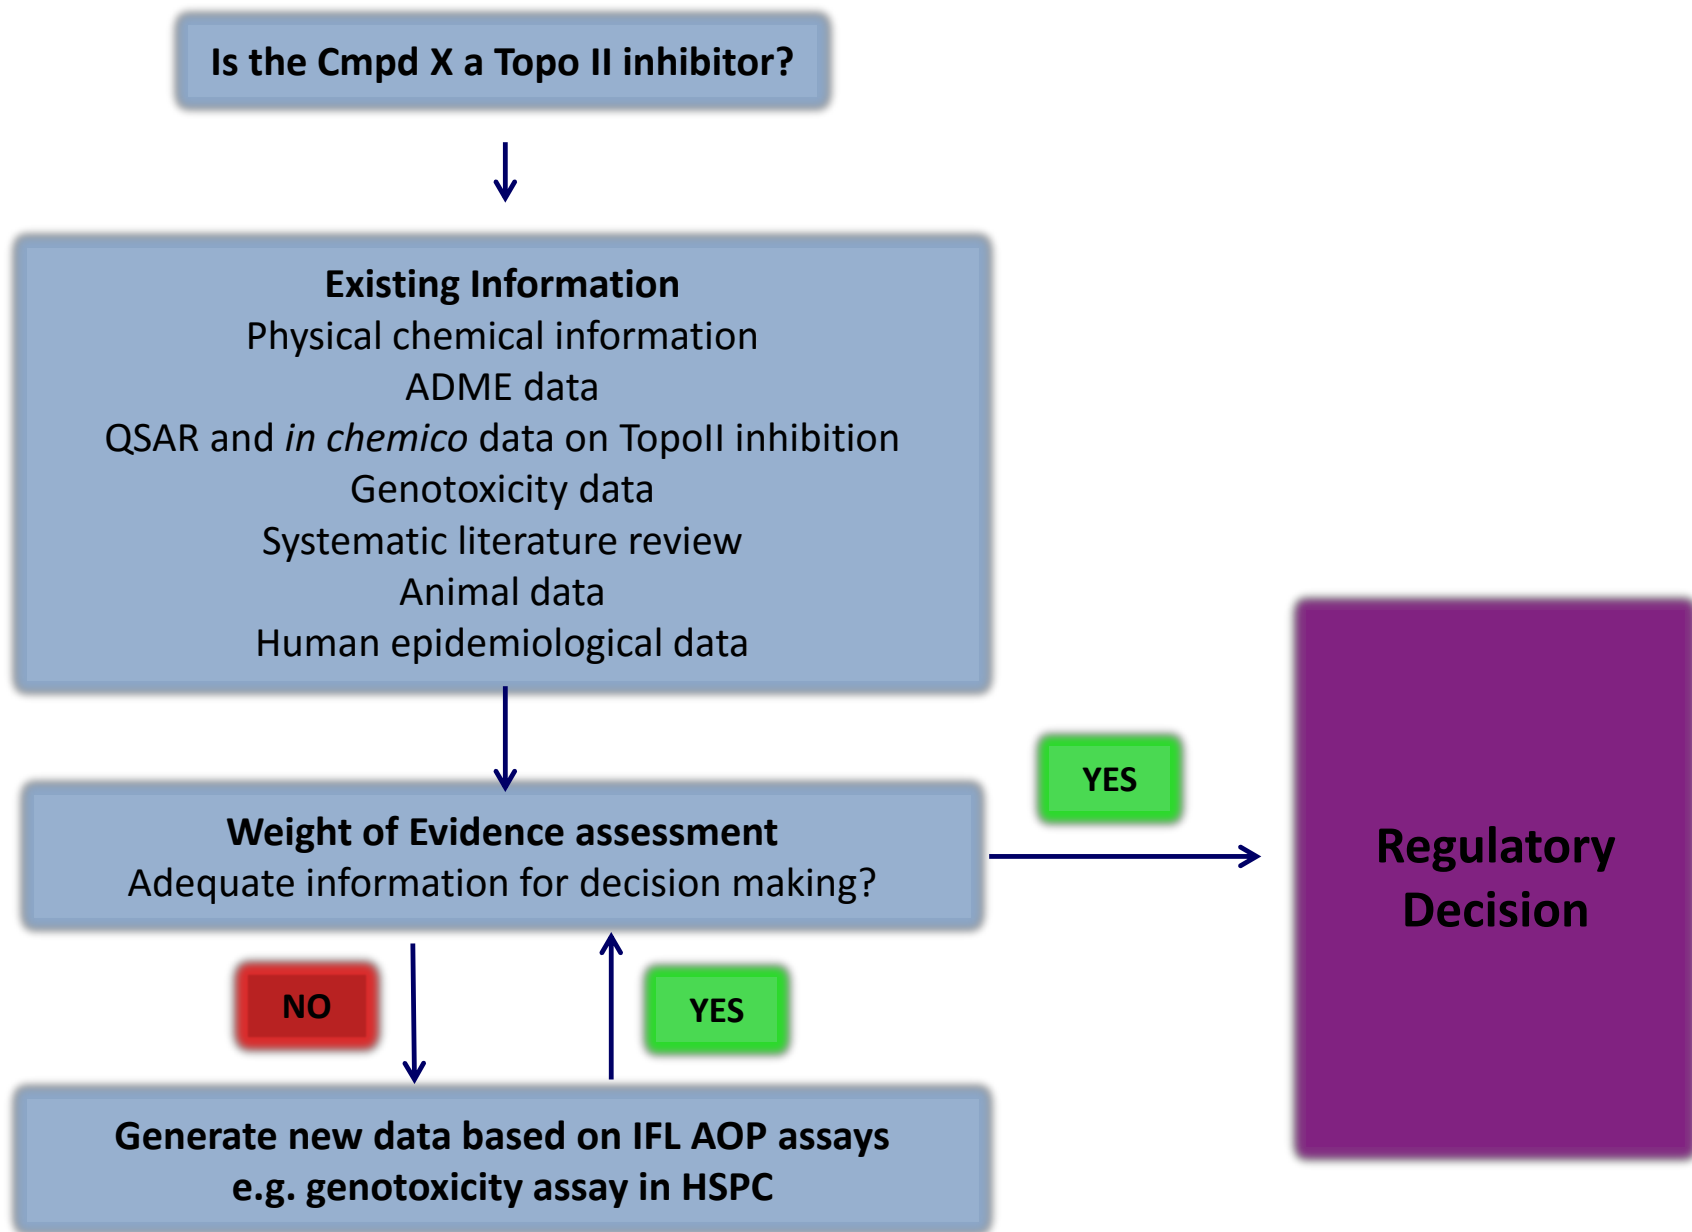 Is the Cmpd X a Topo II inhibitor?
Existing Information
Physical chemical information
ADME data
QSAR and in chemico data on TopoII inhibition
Genotoxicity data
Systematic literature review
Animal data
Human epidemiological data
Weight of Evidence assessment
Adequate information for decision making?
YES
Regulatory
Decision
NO
YES
Generate new data based on IFL AOP assays
e.g. genotoxicity assay in HSPC